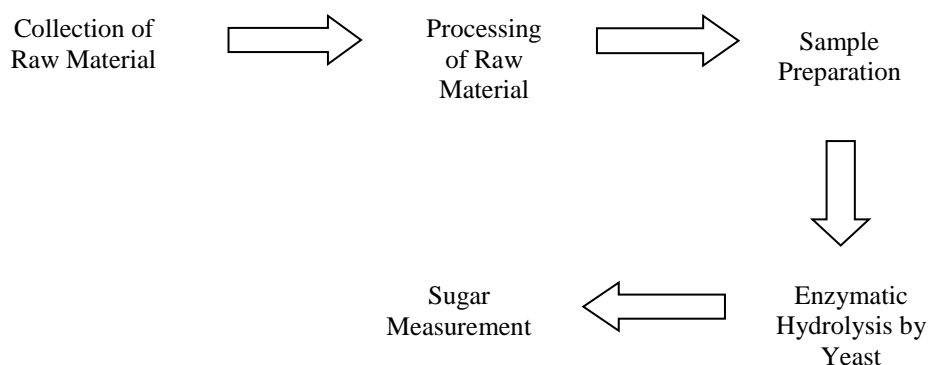 Collection of
Raw Material
Processing
of Raw
Material
Sample
Preparation
Enzymatic
Hydrolysis by
Yeast
Sugar
Measurement